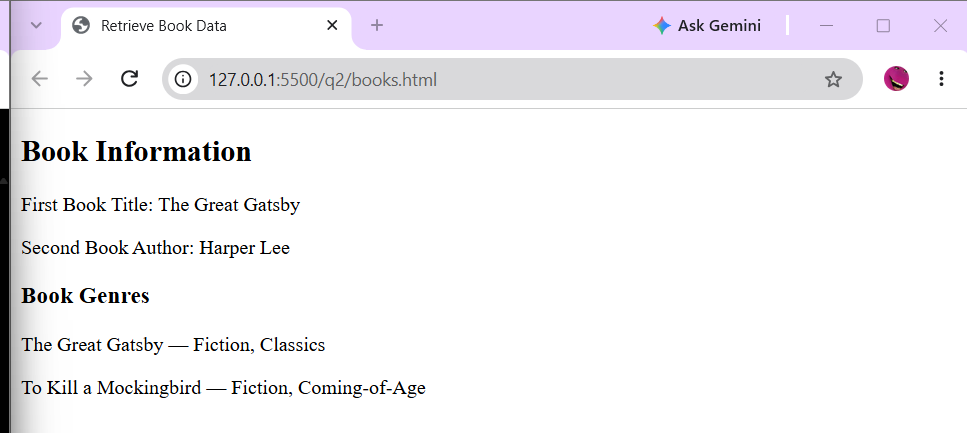 Retrieve Book Data
Ask Gemini
127.0.0.1:5500/q2/books.html
Book Information
First Book Title: The Great Gatsby
Second Book Author: Harper Lee
Book Genres
The Great Gatsby — Fiction, Classics
To Kill a Mockingbird — Fiction, Coming-of-Age